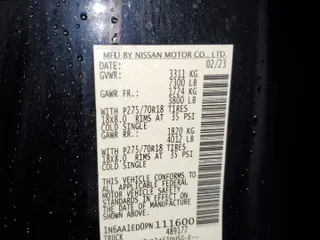 MFD BY NISSAN MOTOR CO., LTD.
DATE: 02/23
GVWR: 3311 KG
7300 LB
GAWR FR.: 1724 KG
3800 LB
WITH P275/70R18 TIRES
18X8.0 RIMS AT 35 PSI
COLD SINGLE
GAWR RR.: 1820 KG
4012 LB
WITH P275/70R18 TIRES
18X8.0 RIMS AT 35 PSI
COLD SINGLE
THIS VEHICLE CONFORMS TO
ALL APPLICABLE FEDERAL
MOTOR VEHICLE SAFETY
STANDARDS IN EFFECT ON
THE DATE OF MANUFACTURE
SHOWN ABOVE.
1N6AA1ED0PN111600
TRUCK 489177